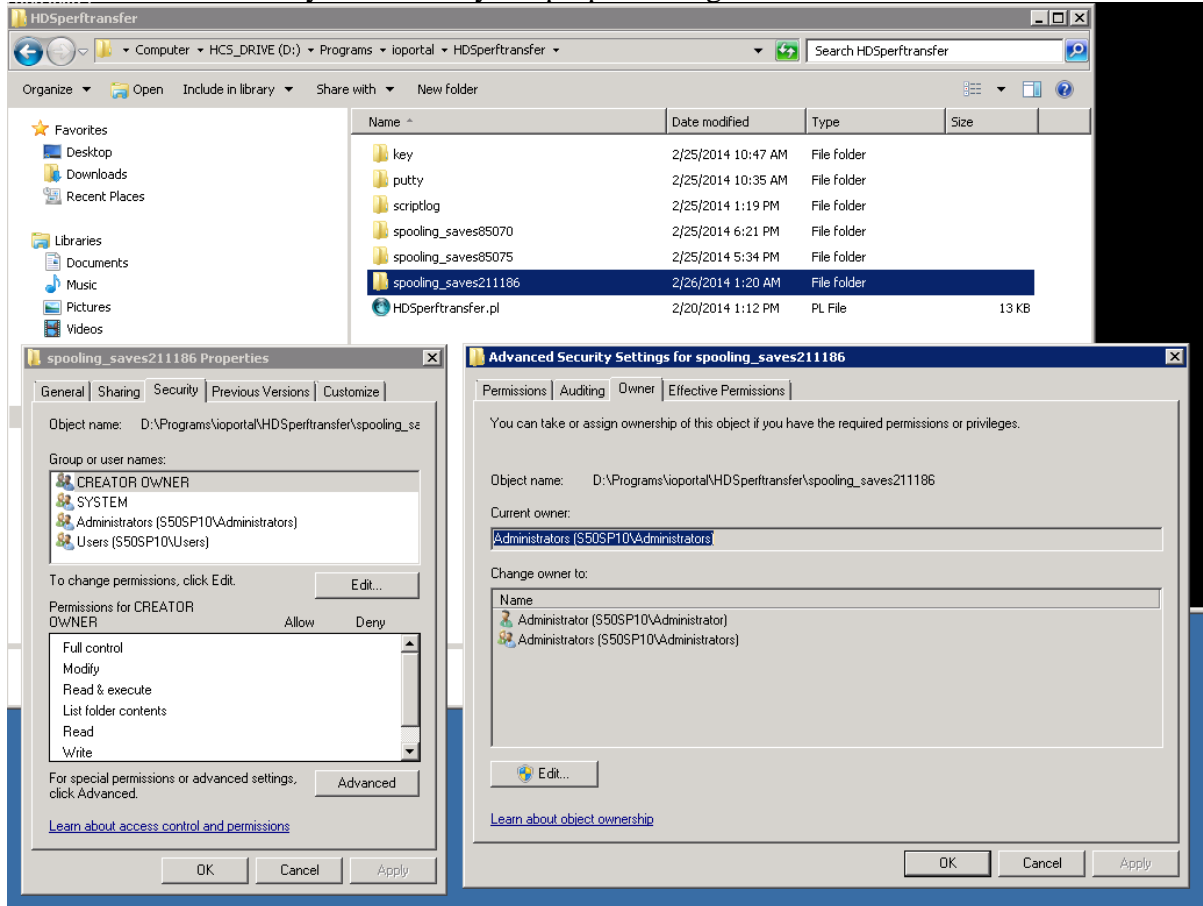 HDSperftransfer
Computer HCS_DRIVE (D:) Programs ioportal HDSperftransfer
Search HDSperftransfer
Organize Open Include in library Share with New folder
Name Date modified Type Size
Favorites
Desktop
Downloads
Recent Places
Libraries
Documents
Music
Pictures
Videos
key 2/25/2014 10:47 AM File folder
putty 2/25/2014 10:35 AM File folder
scriptlog 2/25/2014 1:19 PM File folder
spooling_saves85070 2/25/2014 6:21 PM File folder
spooling_saves85075 2/25/2014 5:34 PM File folder
spooling_saves211186 2/26/2014 1:20 AM File folder
HDSperftransfer.pl 2/20/2014 1:12 PM PL File 13 KB
spooling_saves211186 Properties
General Sharing Security Previous Versions Customize
Object name: D:\Programs\ioportal\HDSperftransfer\spooling_sa
Group or user names:
CREATOR OWNER
SYSTEM
Administrators (S50SP10\Administrators)
Users (S50SP10\Users)
To change permissions, click Edit.
Edit...
Permissions for CREATOR
OWNER Allow Deny
Full control
Modify
Read & execute
List folder contents
Read
Write
For special permissions or advanced settings,
click Advanced.
Advanced
Learn about access control and permissions
OK Cancel Apply
Advanced Security Settings for spooling_saves211186
Permissions Auditing Owner Effective Permissions
You can take or assign ownership of this object if you have the required permissions or privileges.
Object name: D:\Programs\ioportal\HDSperftransfer\spooling_saves211186
Current owner:
Administrators (S50SP10\Administrators)
Change owner to:
Name
Administrator (S50SP10\Administrator)
Administrators (S50SP10\Administrators)
Edit...
Learn about object ownership
OK Cancel Apply